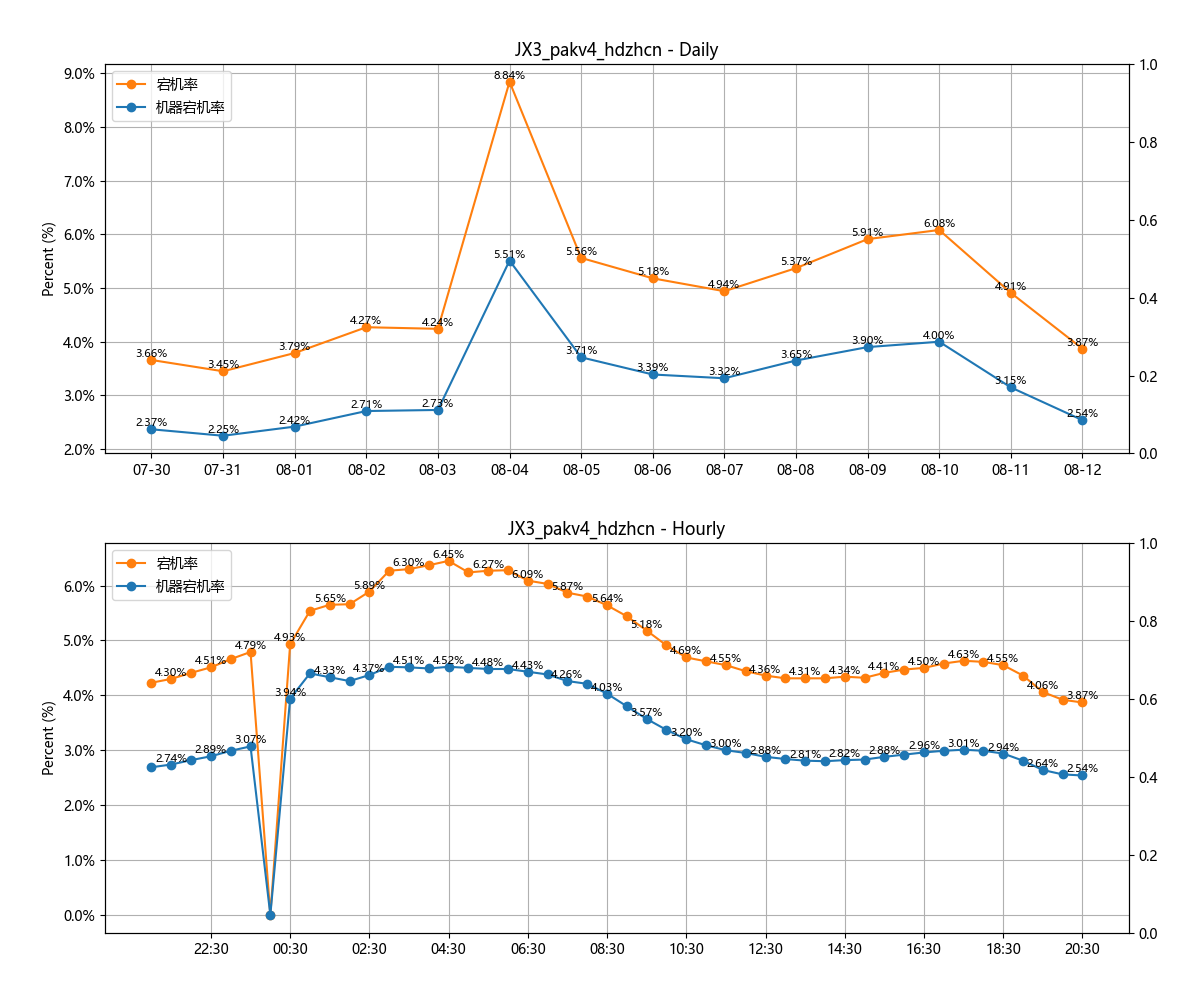 JX3_pakv4_hdzhcn - Daily
宕机率
机器宕机率
Percent (%)
9.0%
8.0%
7.0%
6.0%
5.0%
4.0%
3.0%
2.0%
1.0
0.8
0.6
0.4
0.2
0.0
3.66% 3.45% 3.79% 4.27% 4.24% 8.84% 5.56% 5.18% 4.94% 5.37% 5.91% 6.08% 4.91% 3.87%
2.37% 2.25% 2.42% 2.71% 2.73% 5.51% 3.71% 3.39% 3.32% 3.65% 3.90% 4.00% 3.15% 2.54%
07-30 07-31 08-01 08-02 08-03 08-04 08-05 08-06 08-07 08-08 08-09 08-10 08-11 08-12
JX3_pakv4_hdzhcn - Hourly
宕机率
机器宕机率
Percent (%)
6.0%
5.0%
4.0%
3.0%
2.0%
1.0%
0.0%
1.0
0.8
0.6
0.4
0.2
0.0
4.30% 4.51% 4.79% 4.93% 5.65% 5.89% 6.30% 6.45% 6.27% 6.09% 5.87% 5.64% 5.18% 4.69% 4.55% 4.36% 4.31% 4.34% 4.41% 4.50% 4.63% 4.55% 4.06% 3.87%
2.74% 2.89% 3.07% 3.94% 4.33% 4.37% 4.51% 4.52% 4.48% 4.43% 4.26% 4.03% 3.57% 3.20% 3.00% 2.88% 2.81% 2.82% 2.88% 2.96% 3.01% 2.94% 2.64% 2.54%
22:30 00:30 02:30 04:30 06:30 08:30 10:30 12:30 14:30 16:30 18:30 20:30